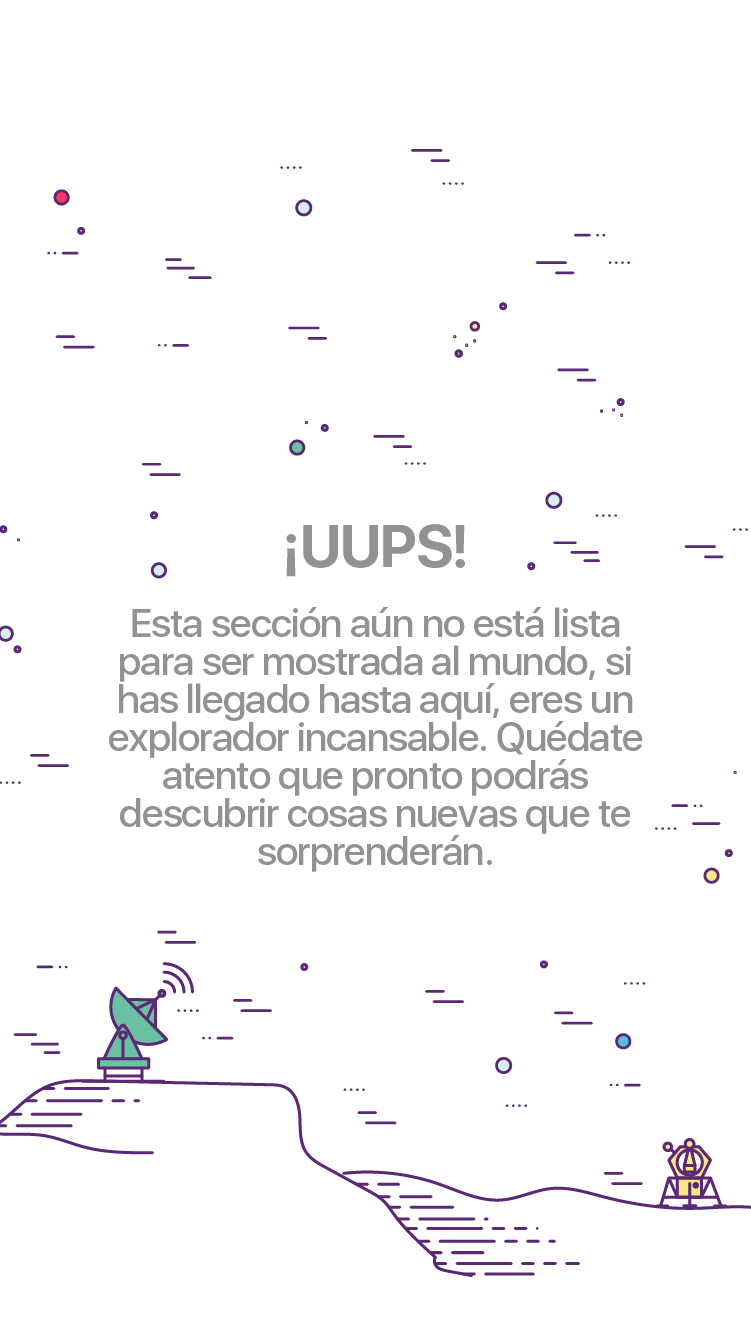 ¡UUPS!
Esta sección aún no está lista
para ser mostrada al mundo, si
has llegado hasta aquí, eres un
explorador incansable. Quédate
atento que pronto podrás
descubrir cosas nuevas que te
sorprenderán.